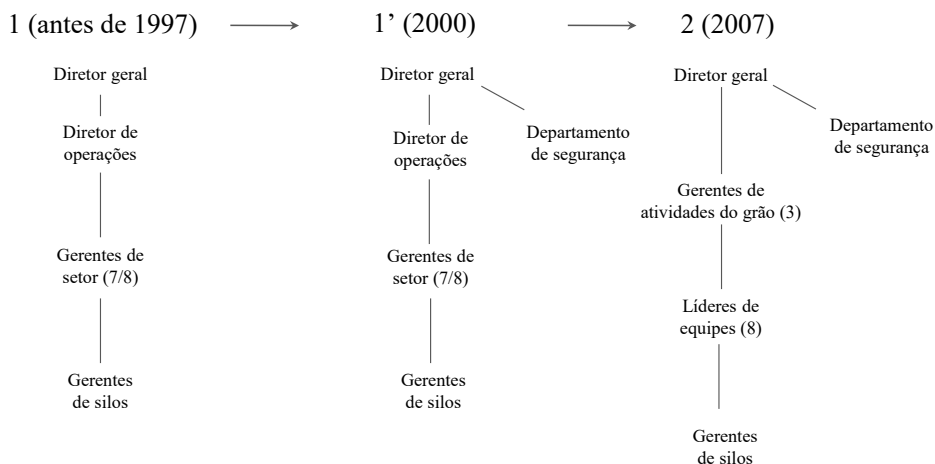 1 (antes de 1997)
1’ (2000)
2 (2007)
Diretor geral
Diretor de
operações
Gerentes de
setor (7/8)
Gerentes
de silos
Diretor geral
Departamento
de segurança
Diretor de
operações
Gerentes de
setor (7/8)
Gerentes
de silos
Diretor geral
Departamento
de segurança
Gerentes de
atividades do grão (3)
Líderes de
equipes (8)
Gerentes
de silos